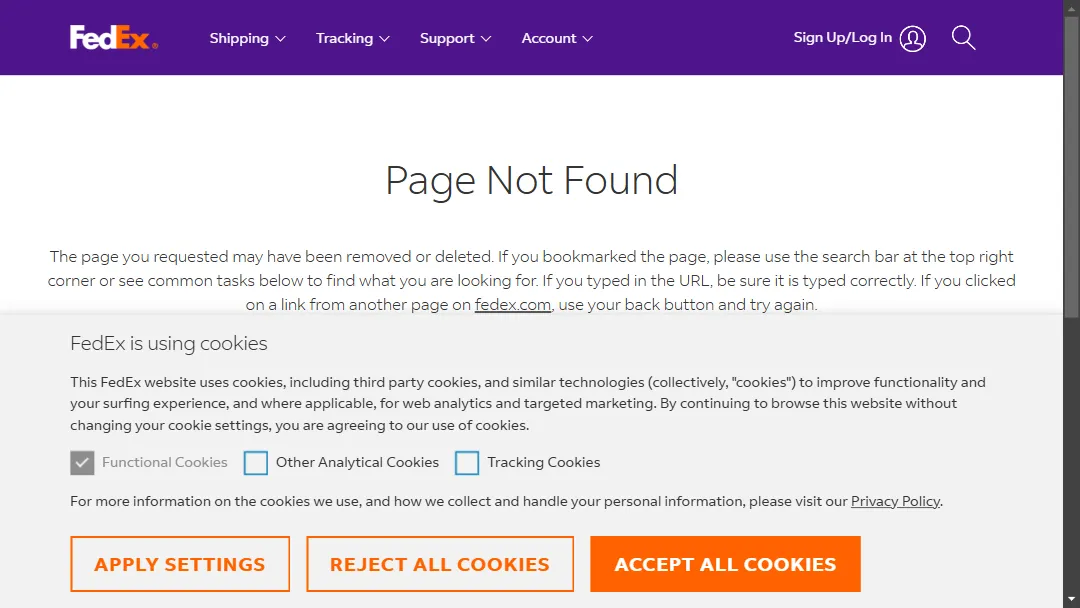 FedEx®
Shipping
Tracking
Support
Account
Sign Up/Log In
Page Not Found
The page you requested may have been removed or deleted. If you bookmarked the page, please use the search bar at the top right
corner or see common tasks below to find what you are looking for. If you typed in the URL, be sure it is typed correctly. If you clicked
on a link from another page on fedex.com, use your back button and try again.
FedEx is using cookies
This FedEx website uses cookies, including third party cookies, and similar technologies (collectively, "cookies") to improve functionality and
your surfing experience, and where applicable, for web analytics and targeted marketing. By continuing to browse this website without
changing your cookie settings, you are agreeing to our use of cookies.
Functional Cookies
Other Analytical Cookies
Tracking Cookies
For more information on the cookies we use, and how we collect and handle your personal information, please visit our Privacy Policy.
APPLY SETTINGS
REJECT ALL COOKIES
ACCEPT ALL COOKIES